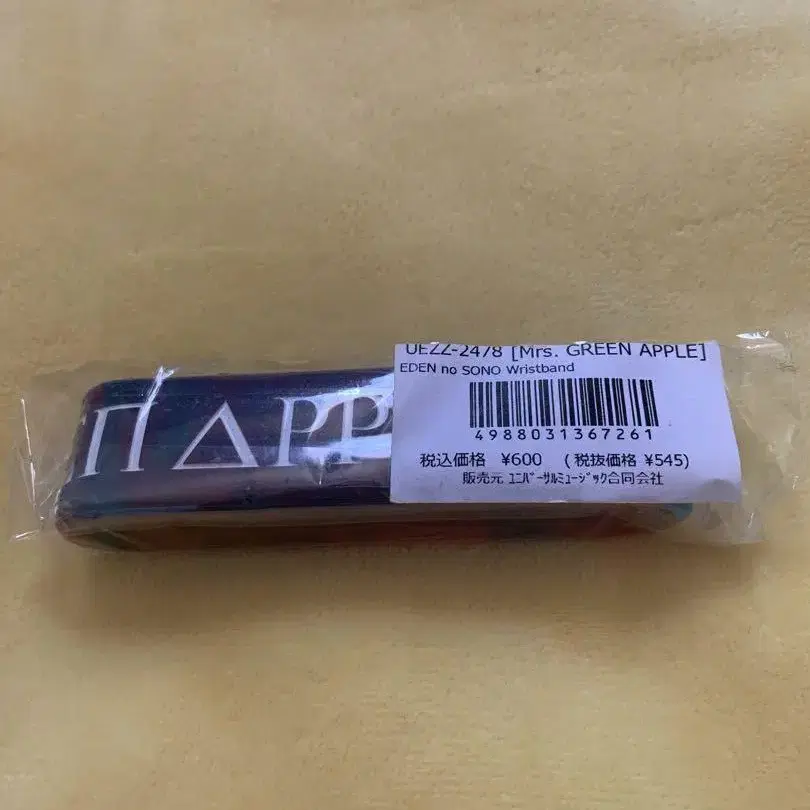 UEZZ-2478 [Mrs. GREEN APPLE]
EDEN no SONO Wristband
4988031367261
税込価格 ¥600 (税抜価格 ¥545)
販売元 ﾕﾆﾊﾞｰｻﾙﾐｭｰｼﾞｯｸ合同会社
Π ΔPP